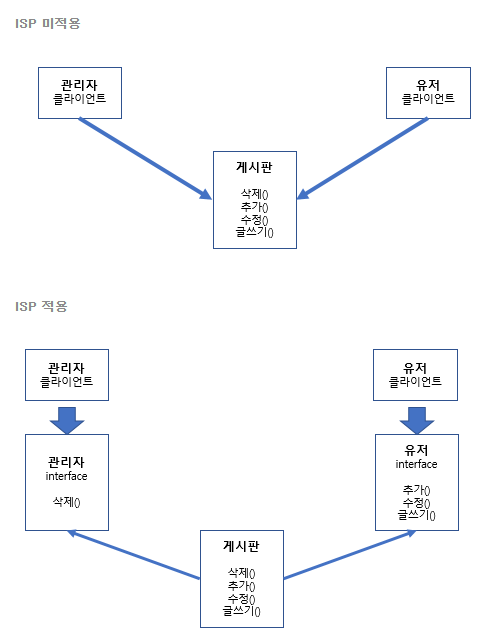 ISP 미적용
관리자
클라이언트
유저
클라이언트
게시판
삭제()
추가()
수정()
글쓰기()
ISP 적용
관리자
클라이언트
유저
클라이언트
관리자
interface
삭제()
유저
interface
추가()
수정()
글쓰기()
게시판
삭제()
추가()
수정()
글쓰기()